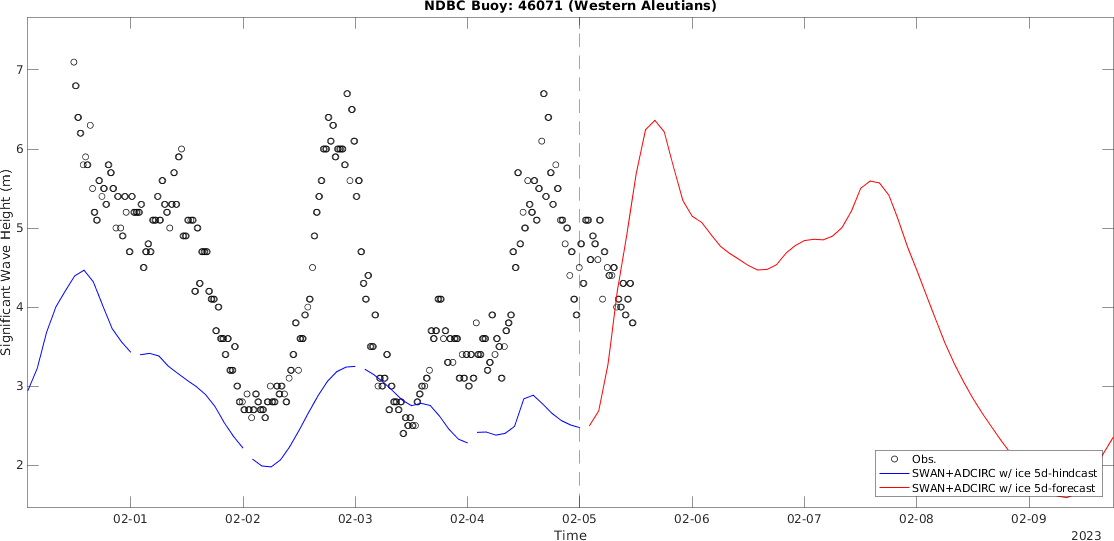 NDBC Buoy: 46071 (Western Aleutians)
Significant Wave Height (m)
7
6
5
4
3
2
Obs.
SWAN+ADCIRC w/ ice 5d-hindcast
SWAN+ADCIRC w/ ice 5d-forecast
02-01 02-02 02-03 02-04 02-05 02-06 02-07 02-08 02-09
Time
2023